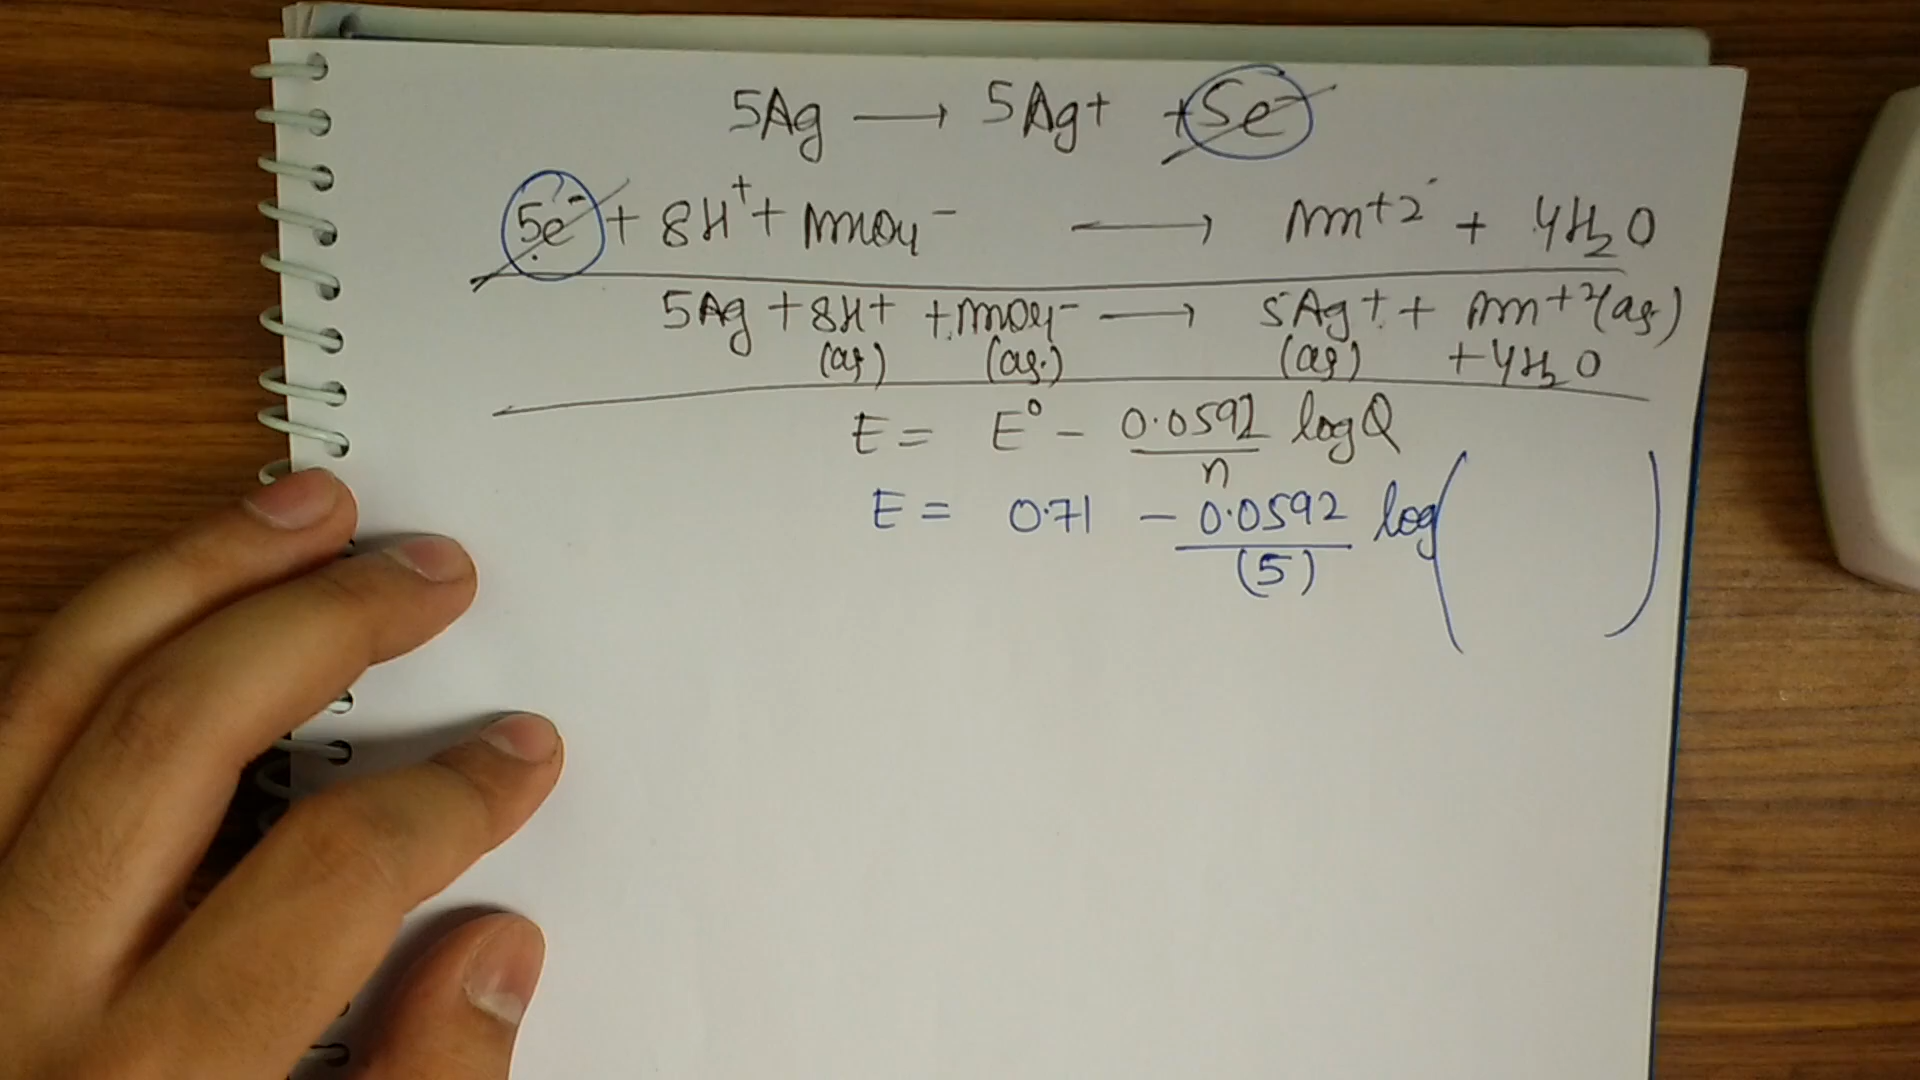 5Ag ⟶ 5Ag+ +5e-
5e- + 8H+ + MnO4- ⟶ Mn+2 + 4H2O
5Ag + 8H+ + MnO4- ⟶ 5Ag+ + Mn+2(aq)
(aq) (aq.) (aq) +4H2O
E = E° - 0.0592/n log Q
E = 0.71 - 0.0592/(5) log( )